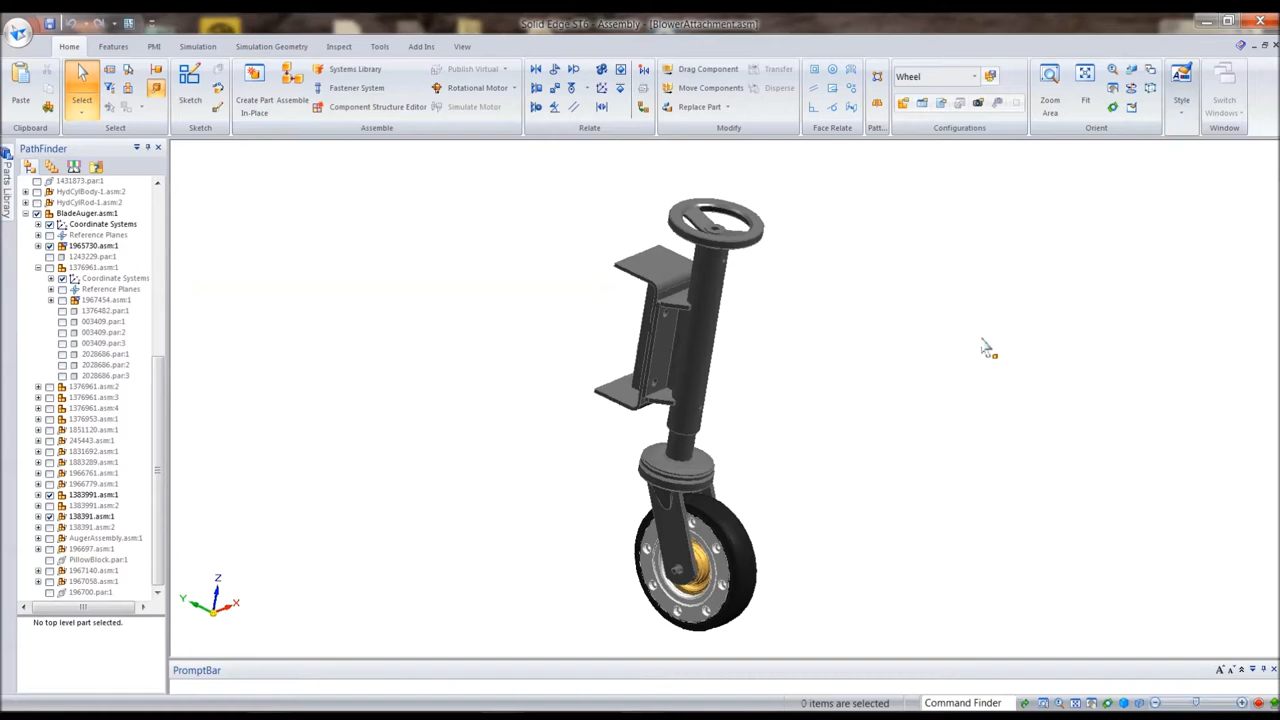 Solid Edge ST6 - Assembly - [BlowerAttachment.asm]
Home Features PMI Simulation Simulation Geometry Inspect Tools Add Ins View
Paste
Clipboard
Select
Select
Sketch
Sketch
Create Part In-Place
Assemble
Systems Library
Fastener System
Component Structure Editor
Publish Virtual
Rotational Motor
Simulate Motor
Assemble
Relate
Drag Component
Move Components
Replace Part
Transfer
Disperse
Modify
Face Relate
Patt...
Wheel
Configurations
Zoom Area
Fit
Orient
Style
Switch Windows
Window
Parts Library
PathFinder
1431873.par:1
HydCylBody-1.asm:2
HydCylRod-1.asm:2
BladeAuger.asm:1
Coordinate Systems
Reference Planes
1965730.asm:1
1243229.par:1
1376961.asm:1
Coordinate Systems
Reference Planes
1967454.asm:1
1376482.par:1
003409.par:1
003409.par:2
003409.par:3
2028686.par:1
2028686.par:2
2028686.par:3
1376961.asm:2
1376961.asm:3
1376961.asm:4
1376953.asm:1
1851120.asm:1
245443.asm:1
1831692.asm:1
1883289.asm:1
1966761.asm:1
1966779.asm:1
1383991.asm:1
1383991.asm:2
138391.asm:1
138391.asm:2
AugerAssembly.asm:1
196697.asm:1
PillowBlock.par:1
1967140.asm:1
1967058.asm:1
196700.par:1
No top level part selected.
Z
Y
X
PromptBar
0 items are selected
Command Finder